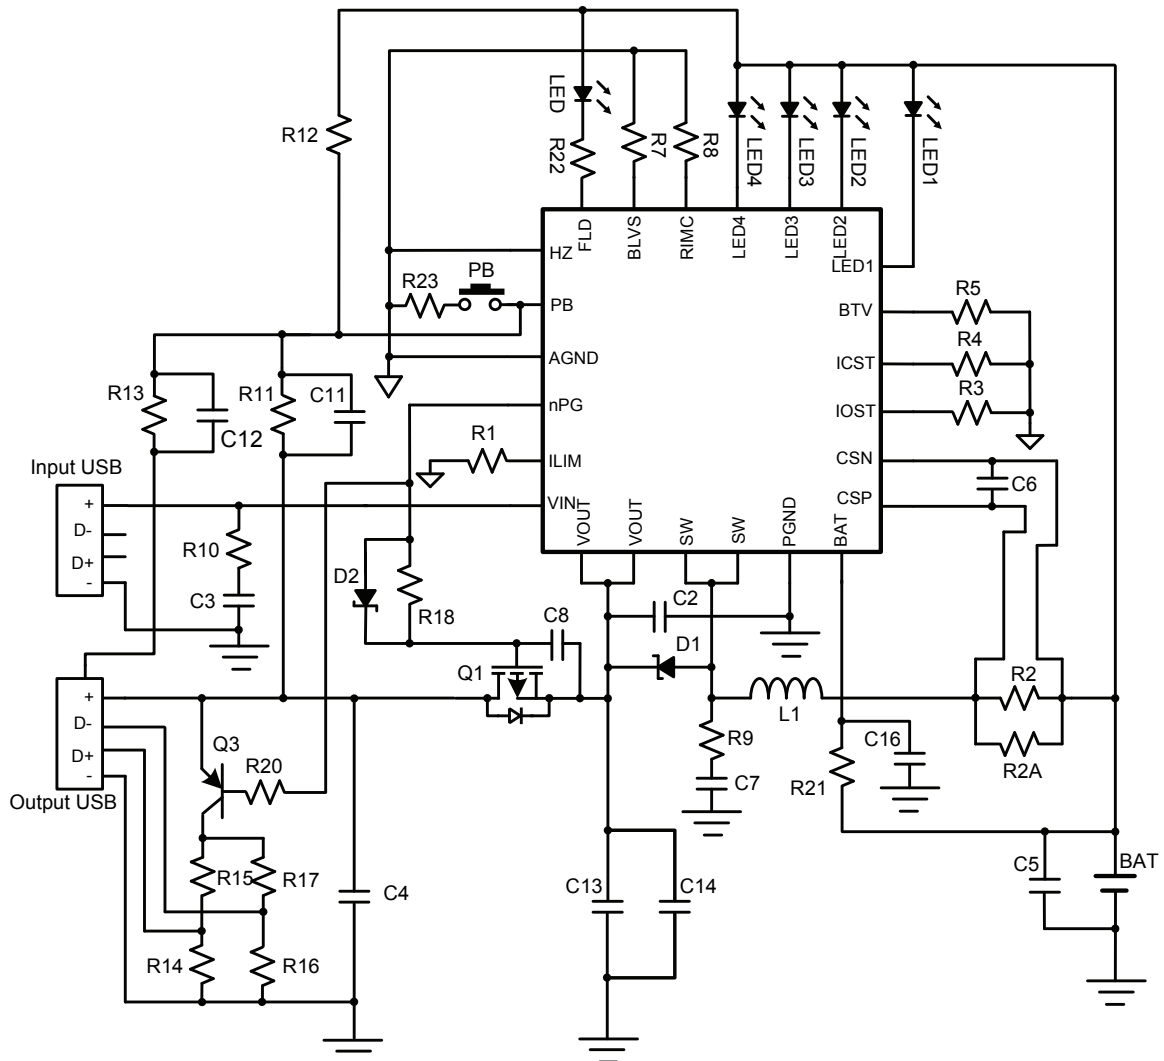 LED
R12
R22
R7
R8
LED4
LED3
LED2
LED1
FLD
BLVS
RIMC
LED4
LED3
LED2
HZ
LED1
R23
PB
PB
BTV
R5
AGND
ICST
R4
R13
R11
C11
C12
nPG
IOST
R3
R1
ILIM
CSN
C6
Input USB
+
D-
D+
-
VIN
VOUT
VOUT
SW
SW
PGND
BAT
CSP
R10
C3
D2
R18
C8
C2
D1
Q1
L1
R2
R2A
+
D-
D+
-
Output USB
Q3
R20
R9
C7
C16
R21
R15
R17
C4
C13
C14
C5
BAT
R14
R16